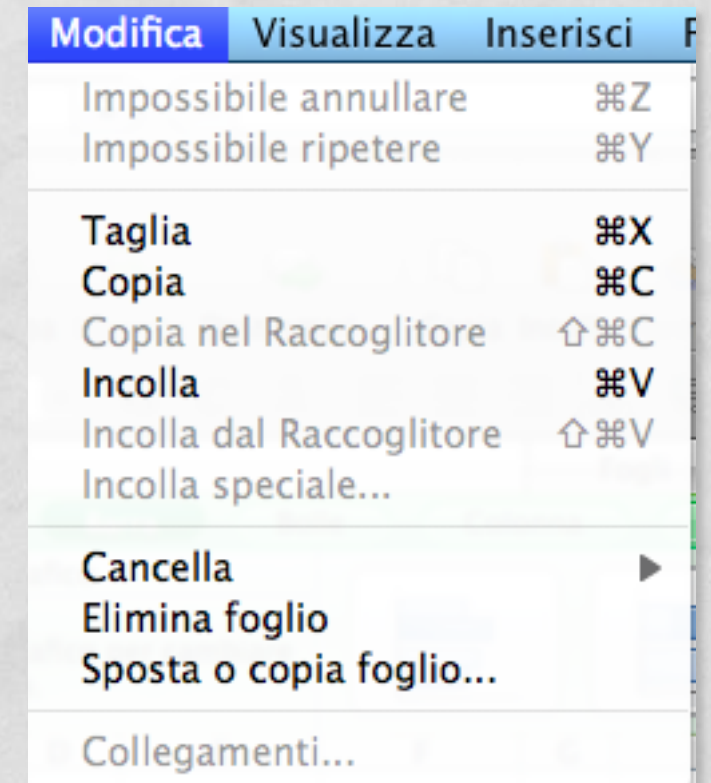 Modifica Visualizza Inserisci
Impossibile annullare ⌘Z
Impossibile ripetere ⌘Y
Taglia ⌘X
Copia ⌘C
Copia nel Raccoglitore ⇧⌘C
Incolla ⌘V
Incolla dal Raccoglitore ⇧⌘V
Incolla speciale...
Cancella ▶
Elimina foglio
Sposta o copia foglio...
Collegamenti...